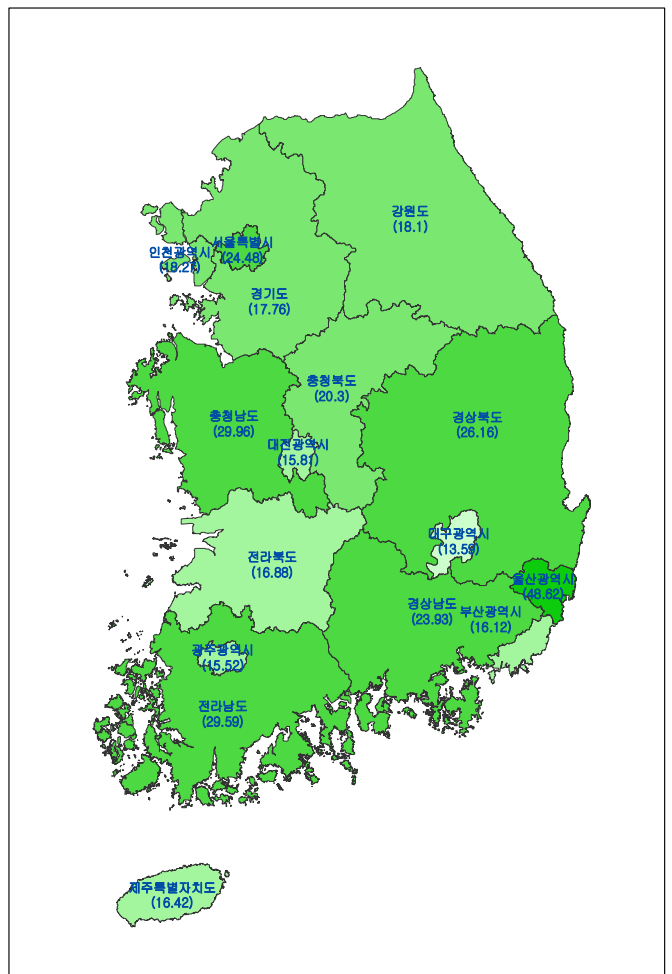 강원도
(18.1)
서울특별시
(24.48)
인천광역시
(18.27)
경기도
(17.76)
충청북도
(20.3)
충청남도
(29.96)
경상북도
(26.16)
대전광역시
(15.81)
대구광역시
(13.59)
전라북도
(16.88)
울산광역시
(48.62)
경상남도
(23.93)
부산광역시
(16.12)
광주광역시
(15.52)
전라남도
(29.59)
제주특별자치도
(16.42)